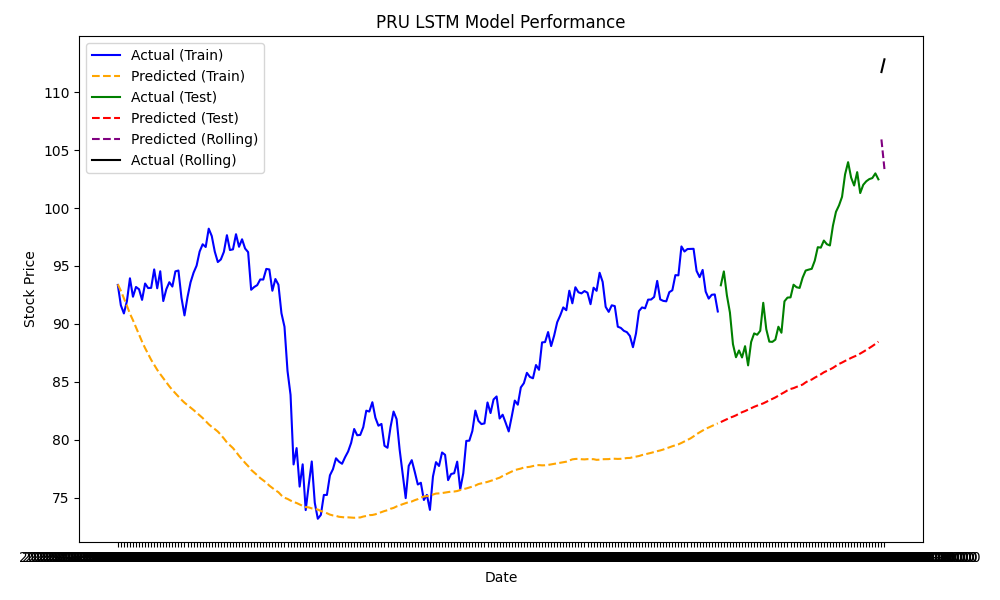 PRU LSTM Model Performance
Actual (Train)
Predicted (Train)
Actual (Test)
Predicted (Test)
Predicted (Rolling)
Actual (Rolling)
Stock Price
110
105
100
95
90
85
80
75
Date